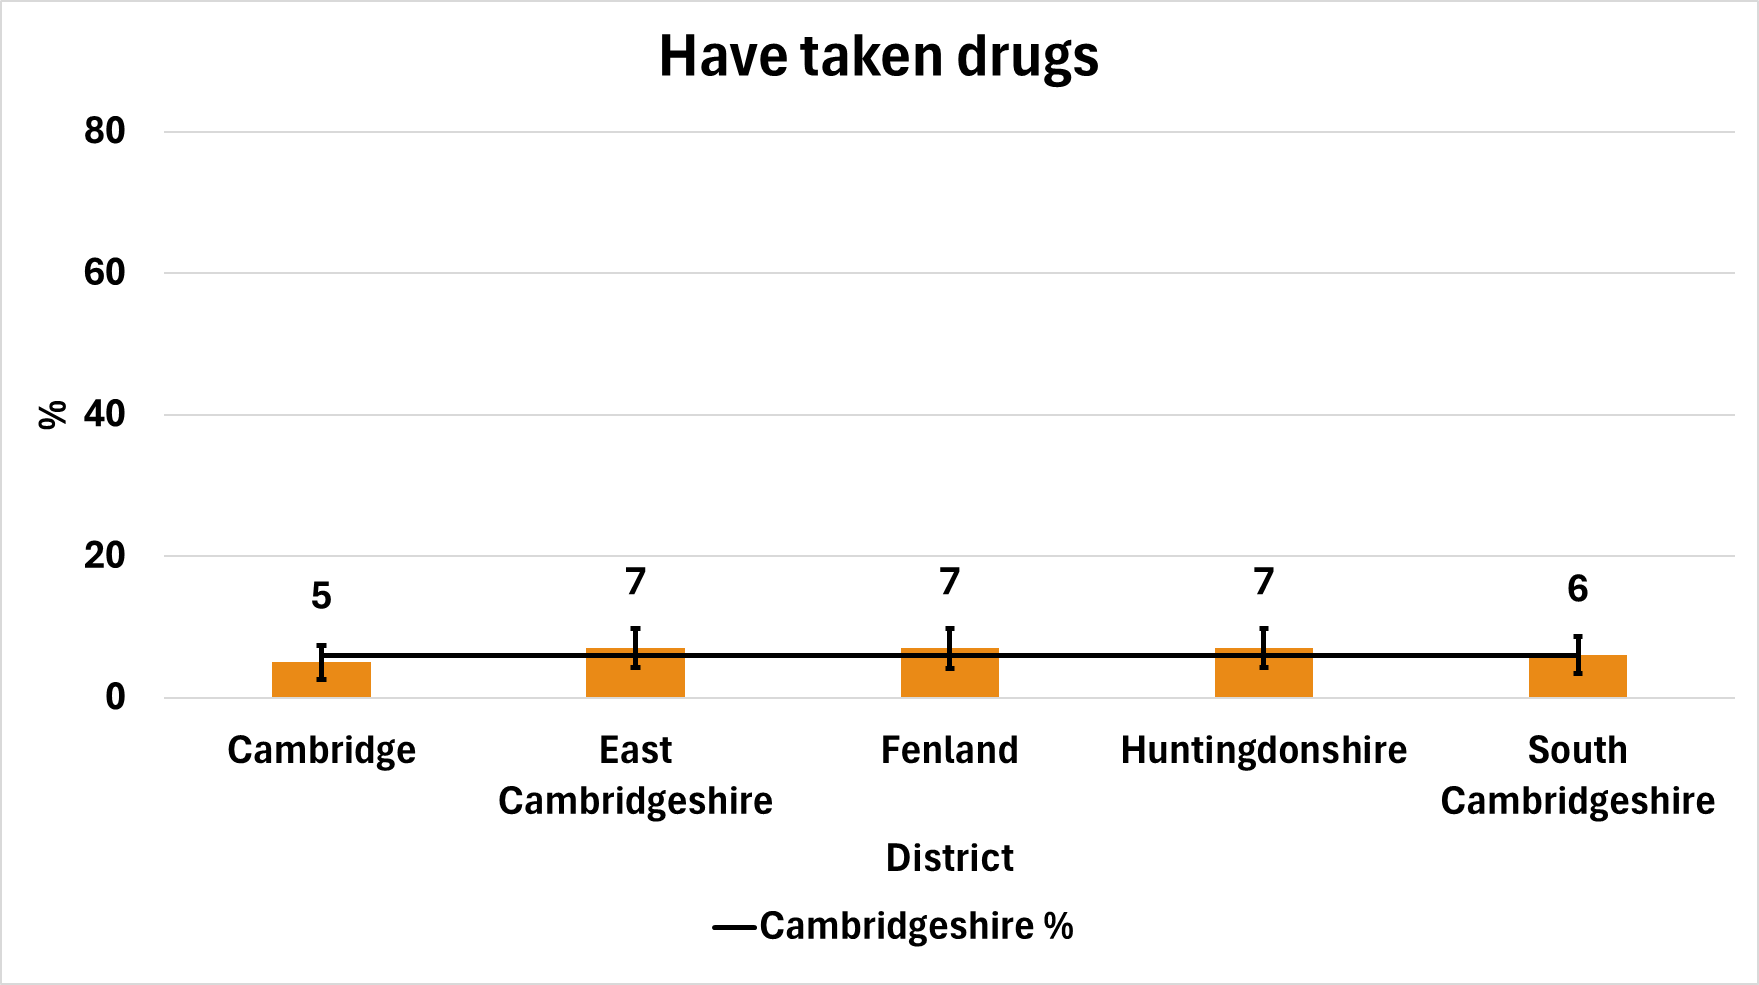 Have taken drugs
80
60
40
20
0
%
5
7
7
7
6
Cambridge
East
Cambridgeshire
Fenland
Huntingdonshire
South
Cambridgeshire
District
Cambridgeshire %